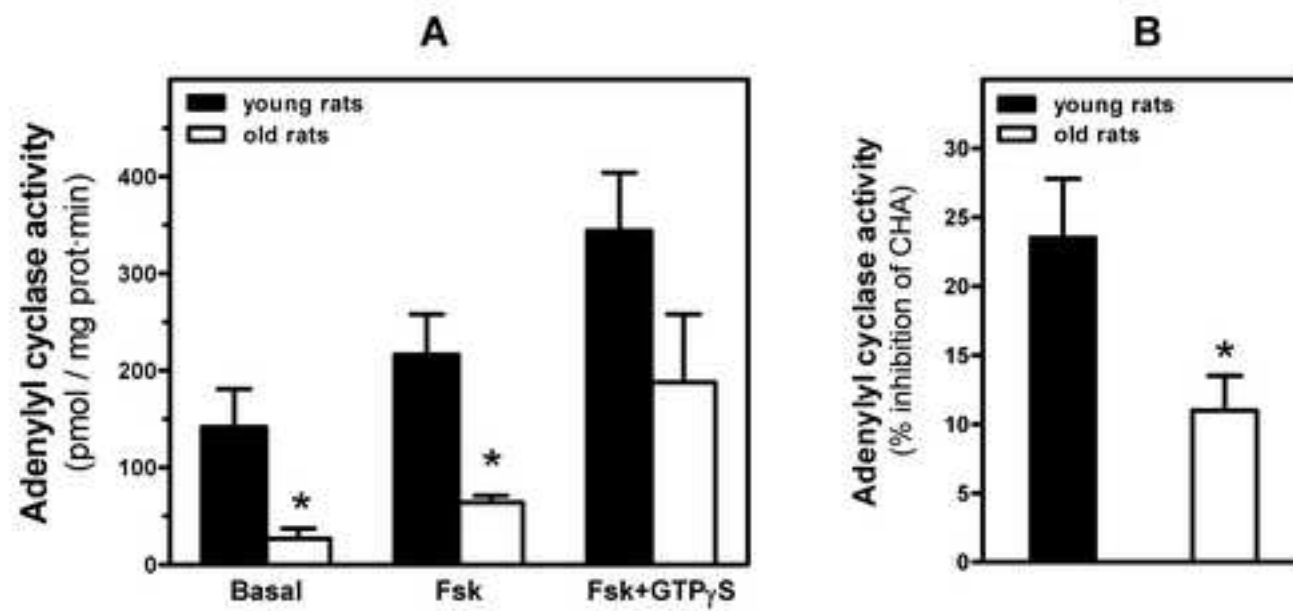 A
young rats
old rats
Adenylyl cyclase activity
(pmol / mg prot·min)
400
300
200
100
0
*
*
Basal
Fsk
Fsk+GTPγS
B
young rats
old rats
Adenylyl cyclase activity
(% inhibition of CHA)
30
25
20
15
10
5
0
*